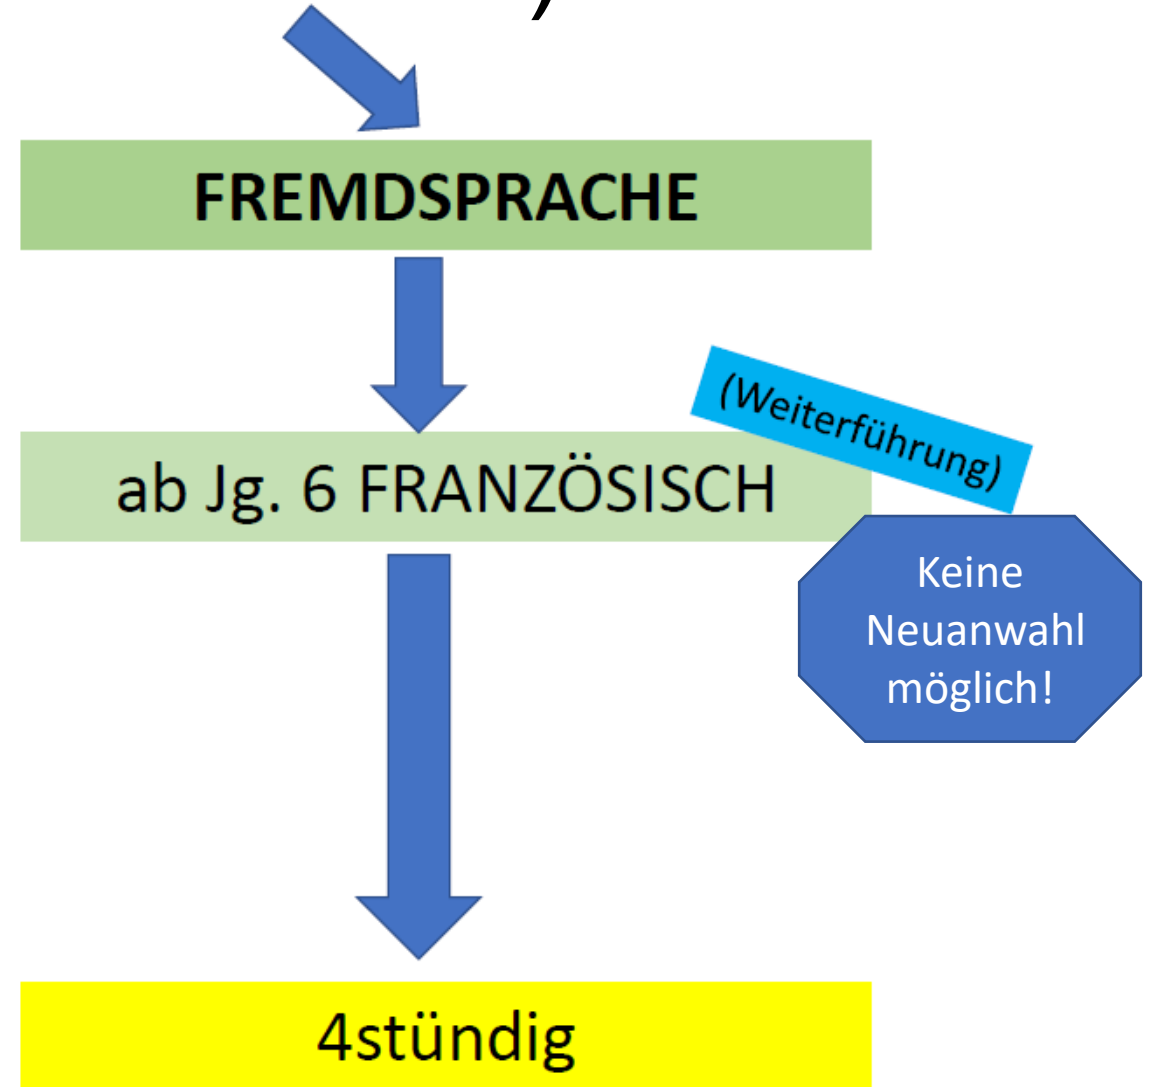 FREMDSPRACHE
(Weiterführung)
ab Jg. 6 FRANZÖSISCH
Keine
Neuanwahl
möglich!
4stündig